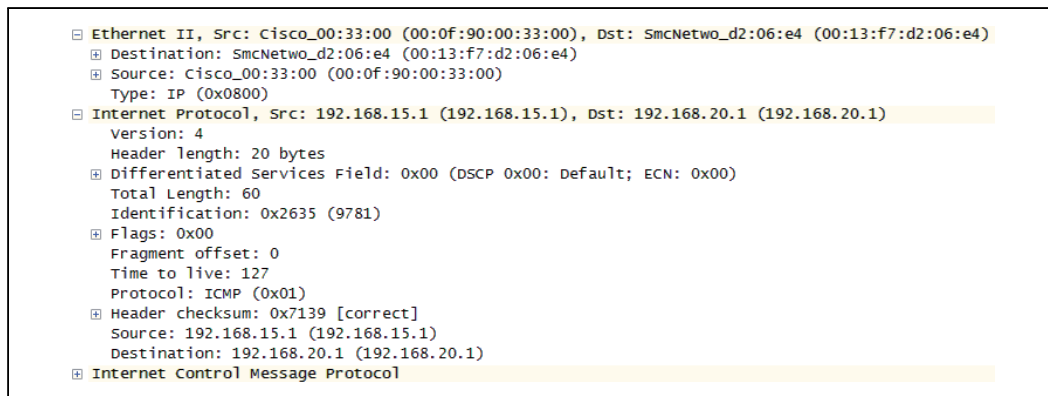 Ethernet II, Src: Cisco_00:33:00 (00:0f:90:00:33:00), Dst: SmcNetwo_d2:06:e4 (00:13:f7:d2:06:e4)
Destination: SmcNetwo_d2:06:e4 (00:13:f7:d2:06:e4)
Source: Cisco_00:33:00 (00:0f:90:00:33:00)
Type: IP (0x0800)
Internet Protocol, Src: 192.168.15.1 (192.168.15.1), Dst: 192.168.20.1 (192.168.20.1)
Version: 4
Header length: 20 bytes
Differentiated Services Field: 0x00 (DSCP 0x00: Default; ECN: 0x00)
Total Length: 60
Identification: 0x2635 (9781)
Flags: 0x00
Fragment offset: 0
Time to live: 127
Protocol: ICMP (0x01)
Header checksum: 0x7139 [correct]
Source: 192.168.15.1 (192.168.15.1)
Destination: 192.168.20.1 (192.168.20.1)
Internet Control Message Protocol